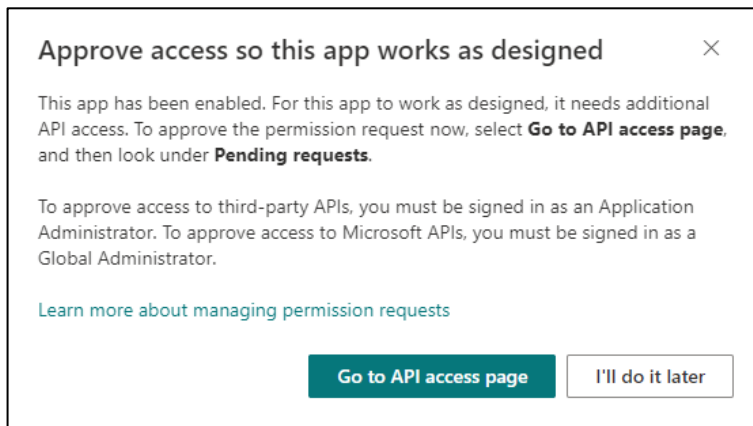 Approve access so this app works as designed
This app has been enabled. For this app to work as designed, it needs additional
API access. To approve the permission request now, select Go to API access page,
and then look under Pending requests.
To approve access to third-party APIs, you must be signed in as an Application
Administrator. To approve access to Microsoft APIs, you must be signed in as a
Global Administrator.
Learn more about managing permission requests
Go to API access page
I'll do it later